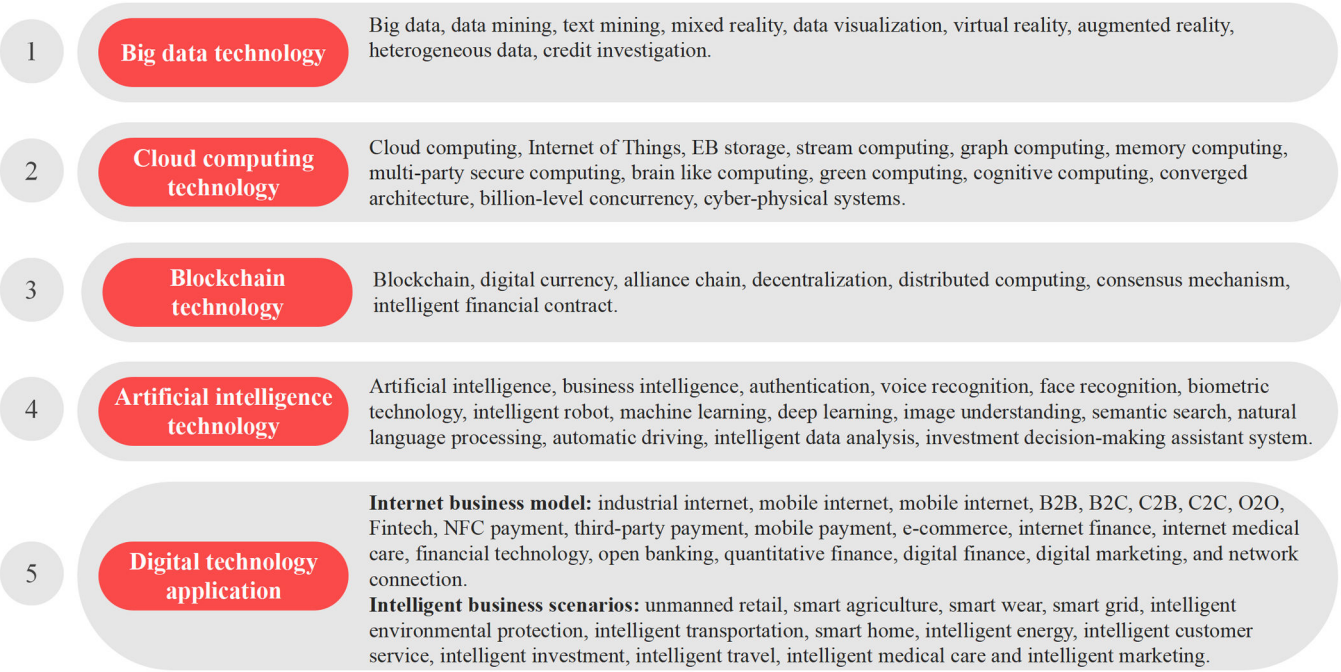 1
Big data technology
Big data, data mining, text mining, mixed reality, data visualization, virtual reality, augmented reality,
heterogeneous data, credit investigation.
2
Cloud computing
technology
Cloud computing, Internet of Things, EB storage, stream computing, graph computing, memory computing,
multi-party secure computing, brain like computing, green computing, cognitive computing, converged
architecture, billion-level concurrency, cyber-physical systems.
3
Blockchain
technology
Blockchain, digital currency, alliance chain, decentralization, distributed computing, consensus mechanism,
intelligent financial contract.
4
Artificial intelligence
technology
Artificial intelligence, business intelligence, authentication, voice recognition, face recognition, biometric
technology, intelligent robot, machine learning, deep learning, image understanding, semantic search, natural
language processing, automatic driving, intelligent data analysis, investment decision-making assistant system.
5
Digital technology
application
Internet business model: industrial internet, mobile internet, mobile internet, B2B, B2C, C2B, C2C, O2O,
Fintech, NFC payment, third-party payment, mobile payment, e-commerce, internet finance, internet medical
care, financial technology, open banking, quantitative finance, digital finance, digital marketing, and network
connection.
Intelligent business scenarios: unmanned retail, smart agriculture, smart wear, smart grid, intelligent
environmental protection, intelligent transportation, smart home, intelligent energy, intelligent customer
service, intelligent investment, intelligent travel, intelligent medical care and intelligent marketing.